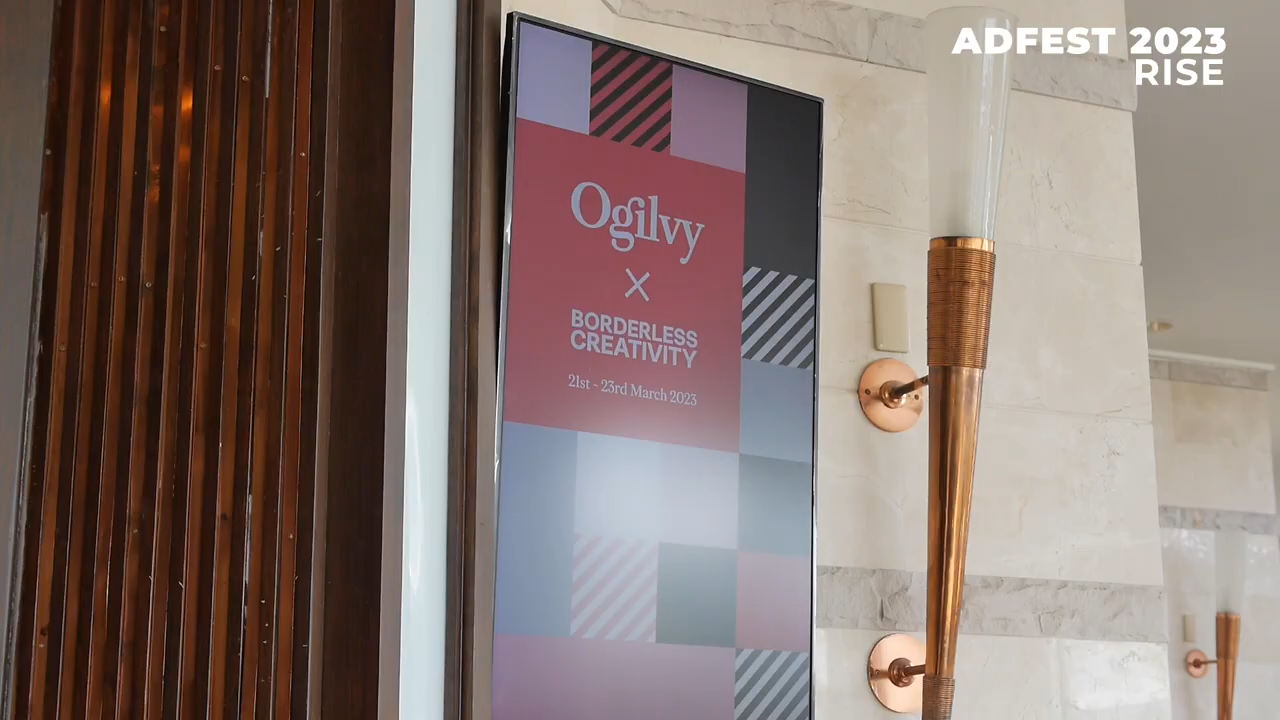 ADFEST 2023
RISE
Ogilvy
×
BORDERLESS
CREATIVITY
21st - 23rd March 2023